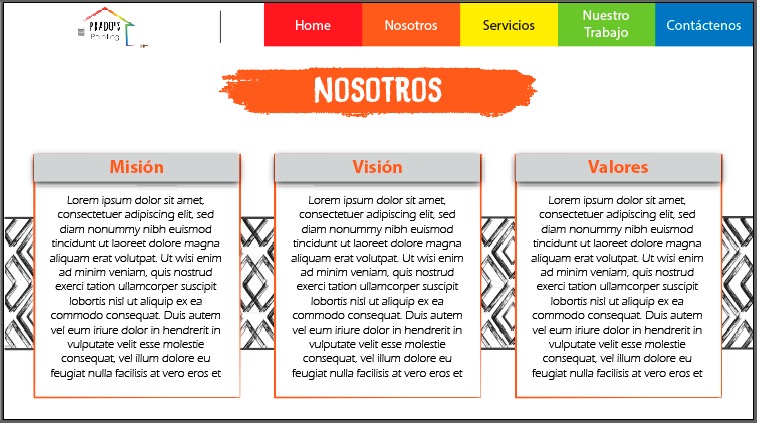 PRADO'S
Painting
Home
Nosotros
Servicios
Nuestro
Trabajo
Contáctenos
NOSOTROS
Misión
Lorem ipsum dolor sit amet,
consectetuer adipiscing elit, sed
diam nonummy nibh euismod
tincidunt ut laoreet dolore magna
aliquam erat volutpat. Ut wisi enim
ad minim veniam, quis nostrud
exerci tation ullamcorper suscipit
lobortis nisl ut aliquip ex ea
commodo consequat. Duis autem
vel eum iriure dolor in hendrerit in
vulputate velit esse molestie
consequat, vel illum dolore eu
feugiat nulla facilisis at vero eros et
Visión
Lorem ipsum dolor sit amet,
consectetuer adipiscing elit, sed
diam nonummy nibh euismod
tincidunt ut laoreet dolore magna
aliquam erat volutpat. Ut wisi enim
ad minim veniam, quis nostrud
exerci tation ullamcorper suscipit
lobortis nisl ut aliquip ex ea
commodo consequat. Duis autem
vel eum iriure dolor in hendrerit in
vulputate velit esse molestie
consequat, vel illum dolore eu
feugiat nulla facilisis at vero eros et
Valores
Lorem ipsum dolor sit amet,
consectetuer adipiscing elit, sed
diam nonummy nibh euismod
tincidunt ut laoreet dolore magna
aliquam erat volutpat. Ut wisi enim
ad minim veniam, quis nostrud
exerci tation ullamcorper suscipit
lobortis nisl ut aliquip ex ea
commodo consequat. Duis autem
vel eum iriure dolor in hendrerit in
vulputate velit esse molestie
consequat, vel illum dolore eu
feugiat nulla facilisis at vero eros et